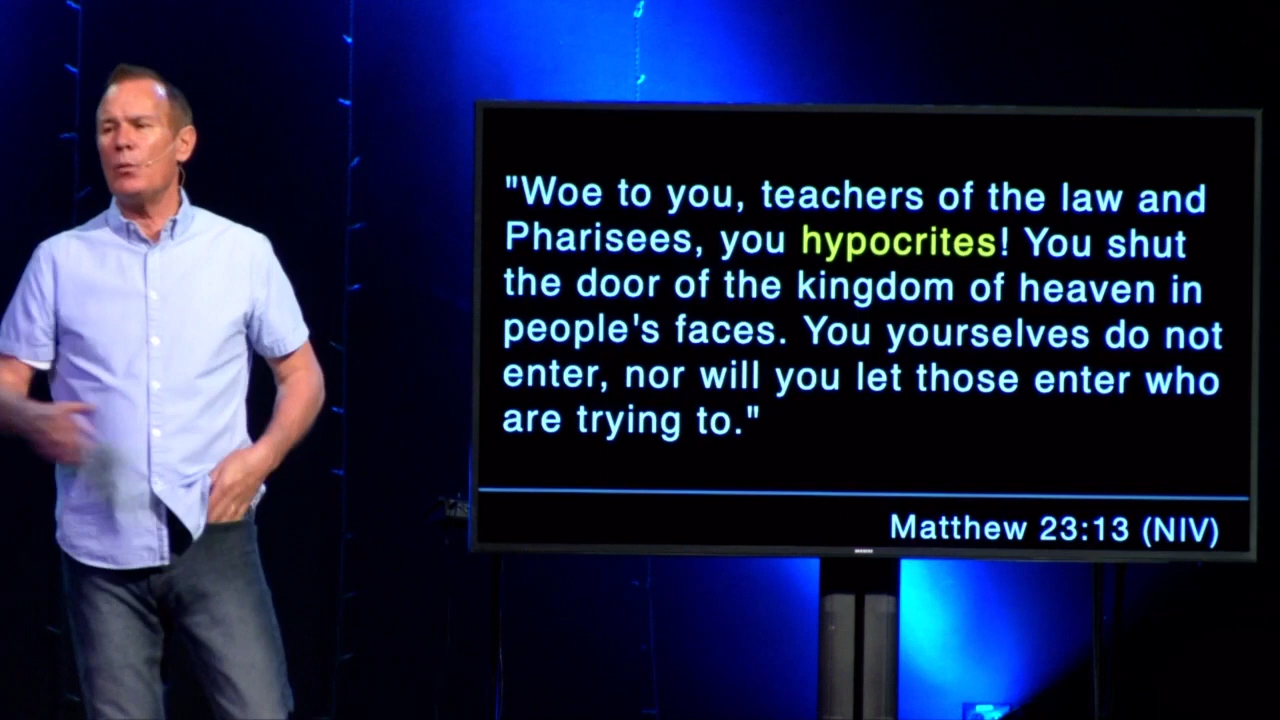 "Woe to you, teachers of the law and
Pharisees, you hypocrites! You shut
the door of the kingdom of heaven in
people's faces. You yourselves do not
enter, nor will you let those enter who
are trying to."
Matthew 23:13 (NIV)